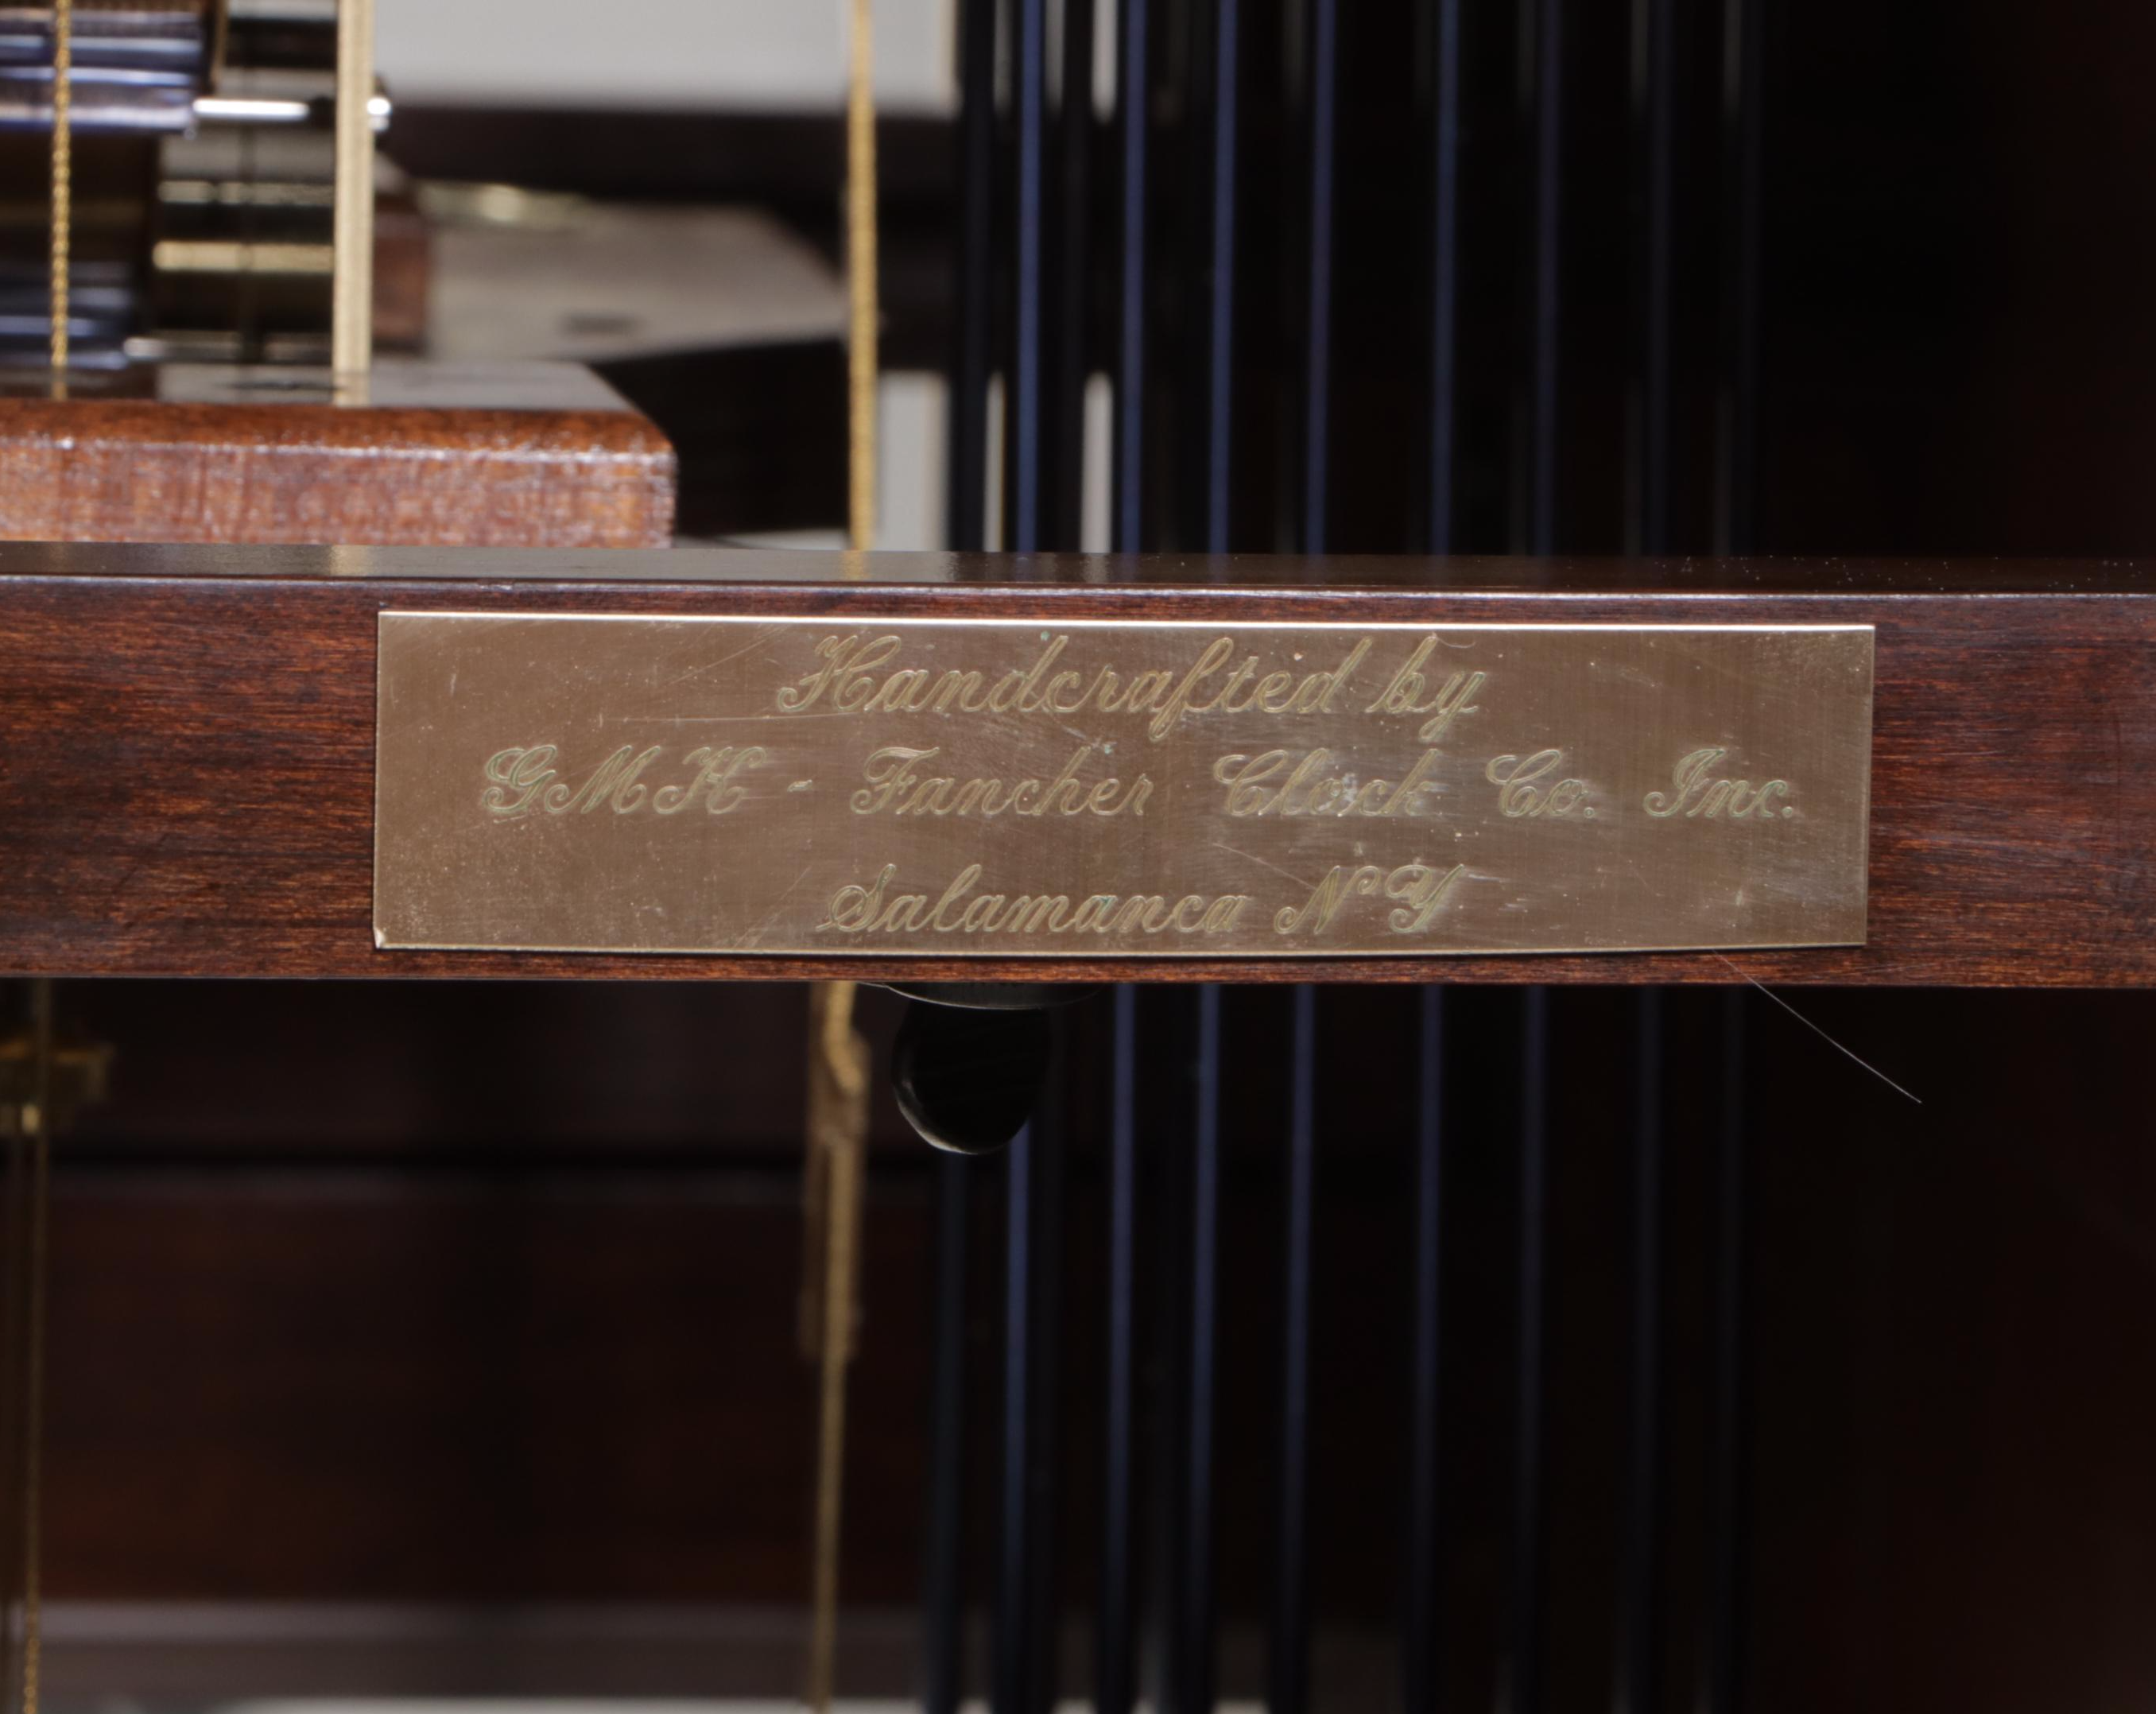 Handcrafted by
GMH - Fancher Clock Co. Inc.
Salamanca NY